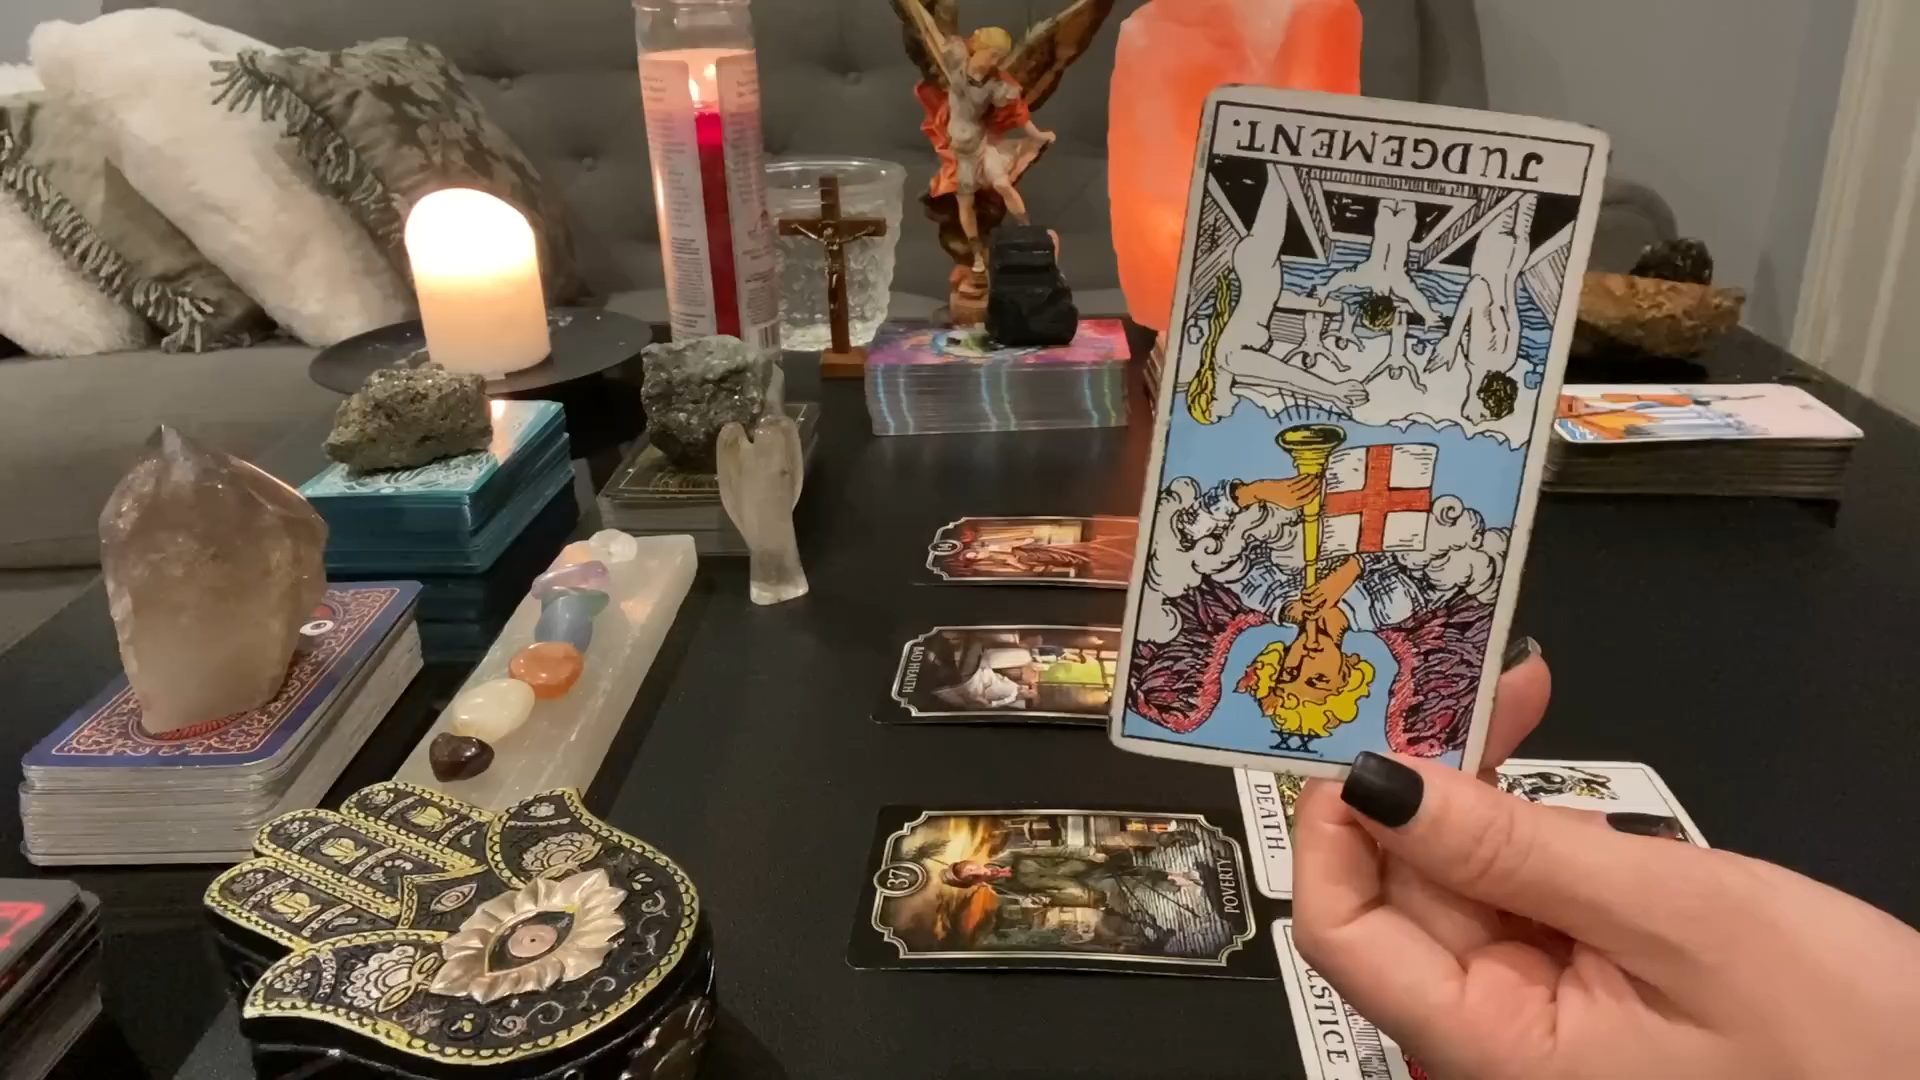 JUDGEMENT.
XX
BAD HEALTH
37
POVERTY
DEATH.
JUSTICE